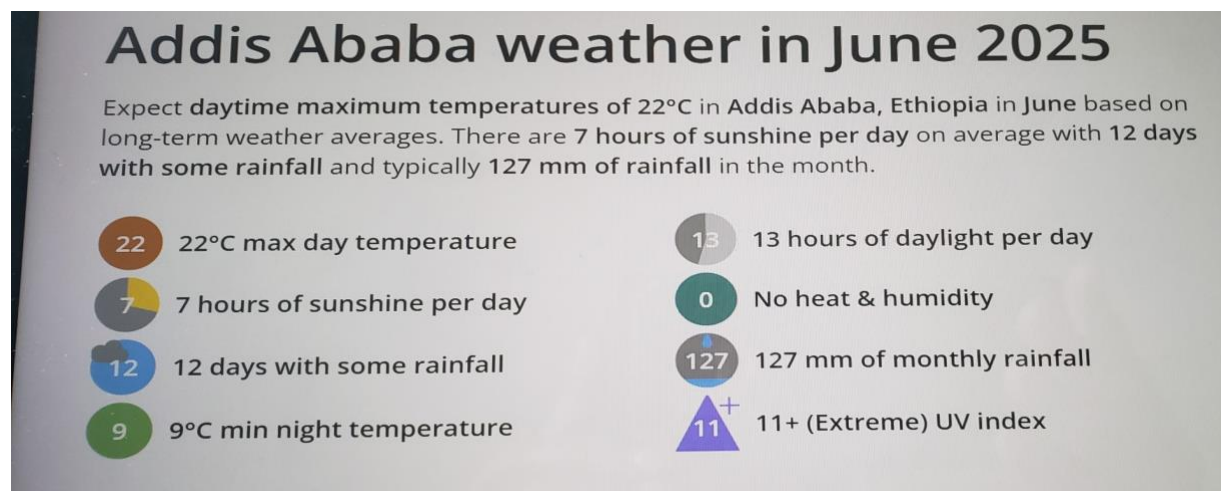 Addis Ababa weather in June 2025
Expect daytime maximum temperatures of 22°C in Addis Ababa, Ethiopia in June based on
long-term weather averages. There are 7 hours of sunshine per day on average with 12 days
with some rainfall and typically 127 mm of rainfall in the month.
22 22°C max day temperature
13 13 hours of daylight per day
7 7 hours of sunshine per day
0 No heat & humidity
12 12 days with some rainfall
127 127 mm of monthly rainfall
9 9°C min night temperature
11 + 11+ (Extreme) UV index